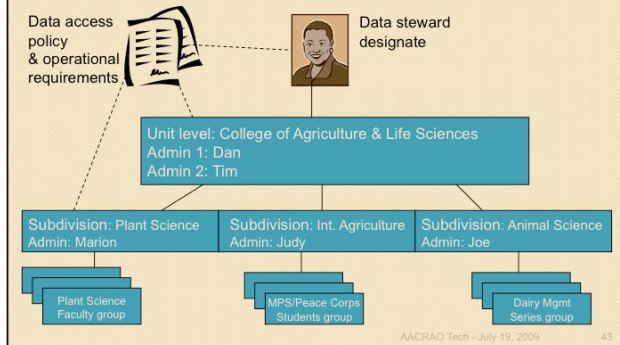 Data access
policy
& operational
requirements
Data steward
designate
Unit level: College of Agriculture & Life Sciences
Admin 1: Dan
Admin 2: Tim
Subdivision: Plant Science
Admin: Marion
Subdivision: Int. Agriculture
Admin: Judy
Subdivision: Animal Science
Admin: Joe
Plant Science
Faculty group
MPS/Peace Corps
Students group
Dairy Mgmt
Series group
AACRAO Tech - July 19, 2009
43